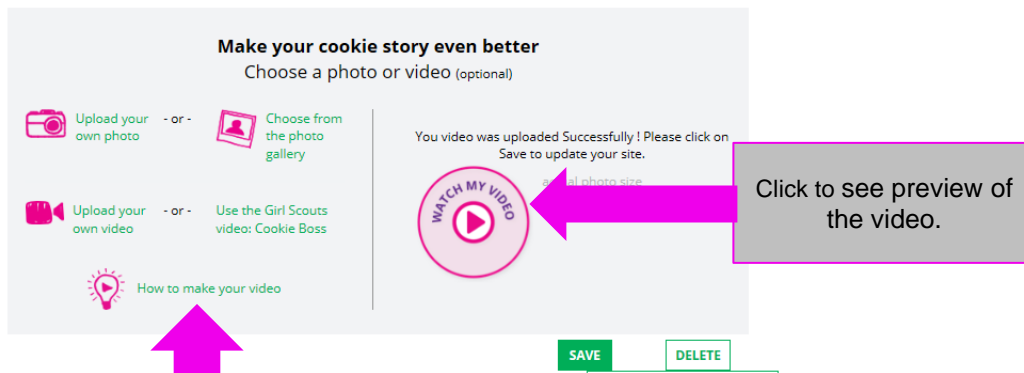 Make your cookie story even better
Choose a photo or video (optional)
Upload your
own photo
- or -
Choose from
the photo
gallery
Upload your
own video
- or -
Use the Girl Scouts
video: Cookie Boss
How to make your video
You video was uploaded Successfully ! Please click on
Save to update your site.
photo size
WATCH MY VIDEO
Click to see preview of
the video.
SAVE
DELETE